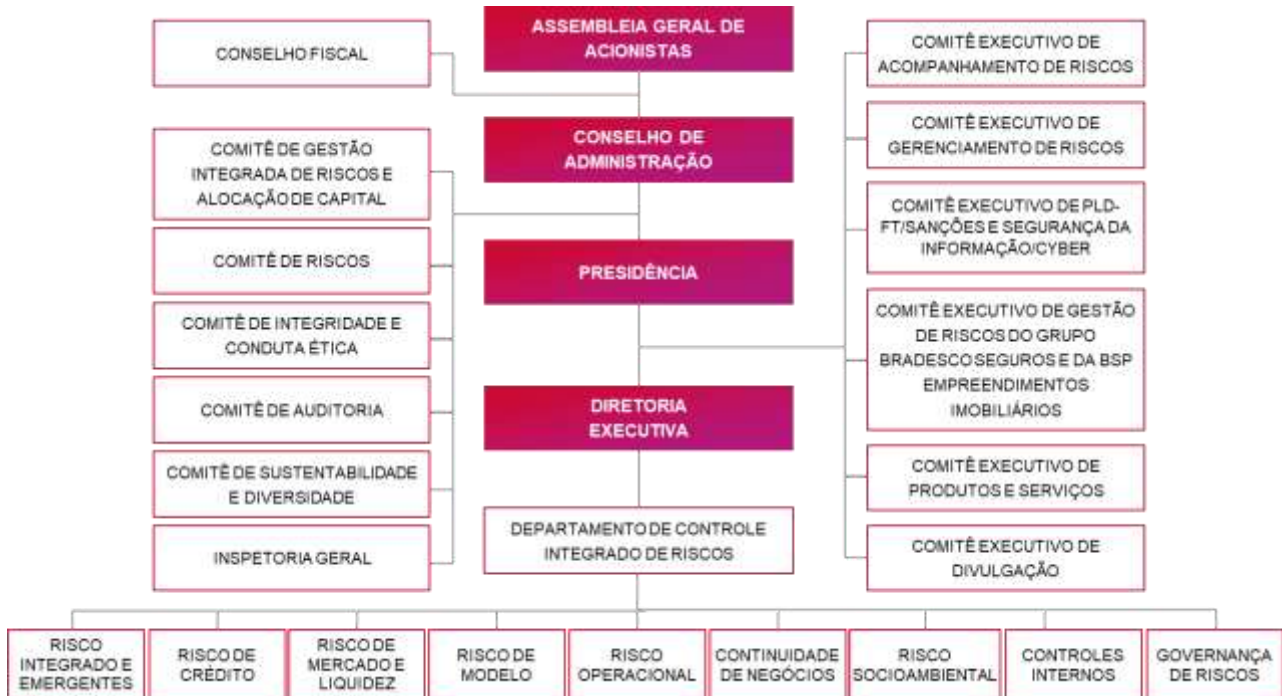 ASSEMBLEIA GERAL DE
ACIONISTAS
CONSELHO FISCAL
CONSELHO DE
ADMINISTRAÇÃO
COMITÊ DE GESTÃO
INTEGRADA DE RISCOS E
ALOCAÇÃO DE CAPITAL
COMITÊ DE RISCOS
COMITÊ DE INTEGRIDADE E
CONDUTA ÉTICA
COMITÊ DE AUDITORIA
COMITÊ DE SUSTENTABILIDADE
E DIVERSIDADE
INSPETORIA GERAL
PRESIDÊNCIA
COMITÊ EXECUTIVO DE
ACOMPANHAMENTO DE RISCOS
COMITÊ EXECUTIVO DE
GERENCIAMENTO DE RISCOS
COMITÊ EXECUTIVO DE PLD-
FT/SANÇÕES E SEGURANÇA DA
INFORMAÇÃO/CYBER
COMITÊ EXECUTIVO DE GESTÃO
DE RISCOS DO GRUPO
BRADESCO SEGUROS E DA BSP
EMPREENDIMENTOS
IMOBILIÁRIOS
COMITÊ EXECUTIVO DE
PRODUTOS E SERVIÇOS
COMITÊ EXECUTIVO DE
DIVULGAÇÃO
DIRETORIA
EXECUTIVA
DEPARTAMENTO DE CONTROLE
INTEGRADO DE RISCOS
RISCO
INTEGRADO E
EMERGENTES
RISCO DE
CRÉDITO
RISCO DE
MERCADO E
LIQUIDEZ
RISCO DE
MODELO
RISCO
OPERACIONAL
CONTINUIDADE
DE NEGÓCIOS
RISCO
SOCIOAMBIENTAL
CONTROLES
INTERNOS
GOVERNANÇA
DE RISCOS